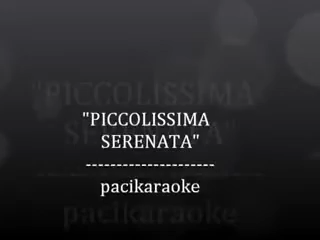 "PICCOLISSIMA
SERENATA"
---------------------
pacikaraoke